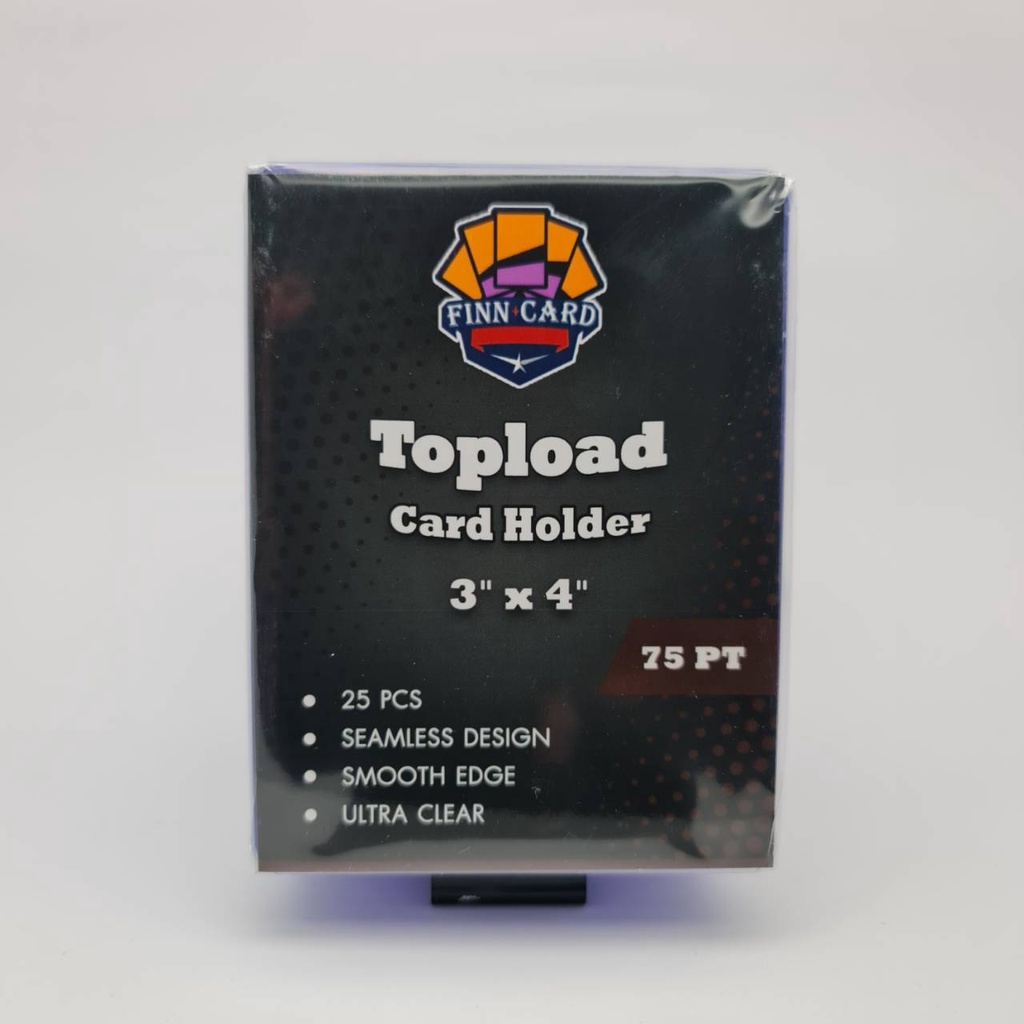 FINN CARD
Topload
Card Holder
3" x 4"
75 PT
• 25 PCS
• SEAMLESS DESIGN
• SMOOTH EDGE
• ULTRA CLEAR